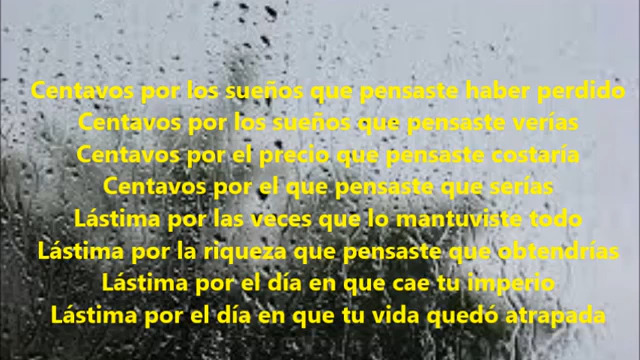 Centavos por los sueños que pensaste haber perdido
Centavos por los sueños que pensaste verías
Centavos por el precio que pensaste costaría
Centavos por el que pensaste que serías
Lástima por las veces que lo mantuviste todo
Lástima por la riqueza que pensaste que obtendrías
Lástima por el día en que cae tu imperio
Lástima por el día en que tu vida quedó atrapada